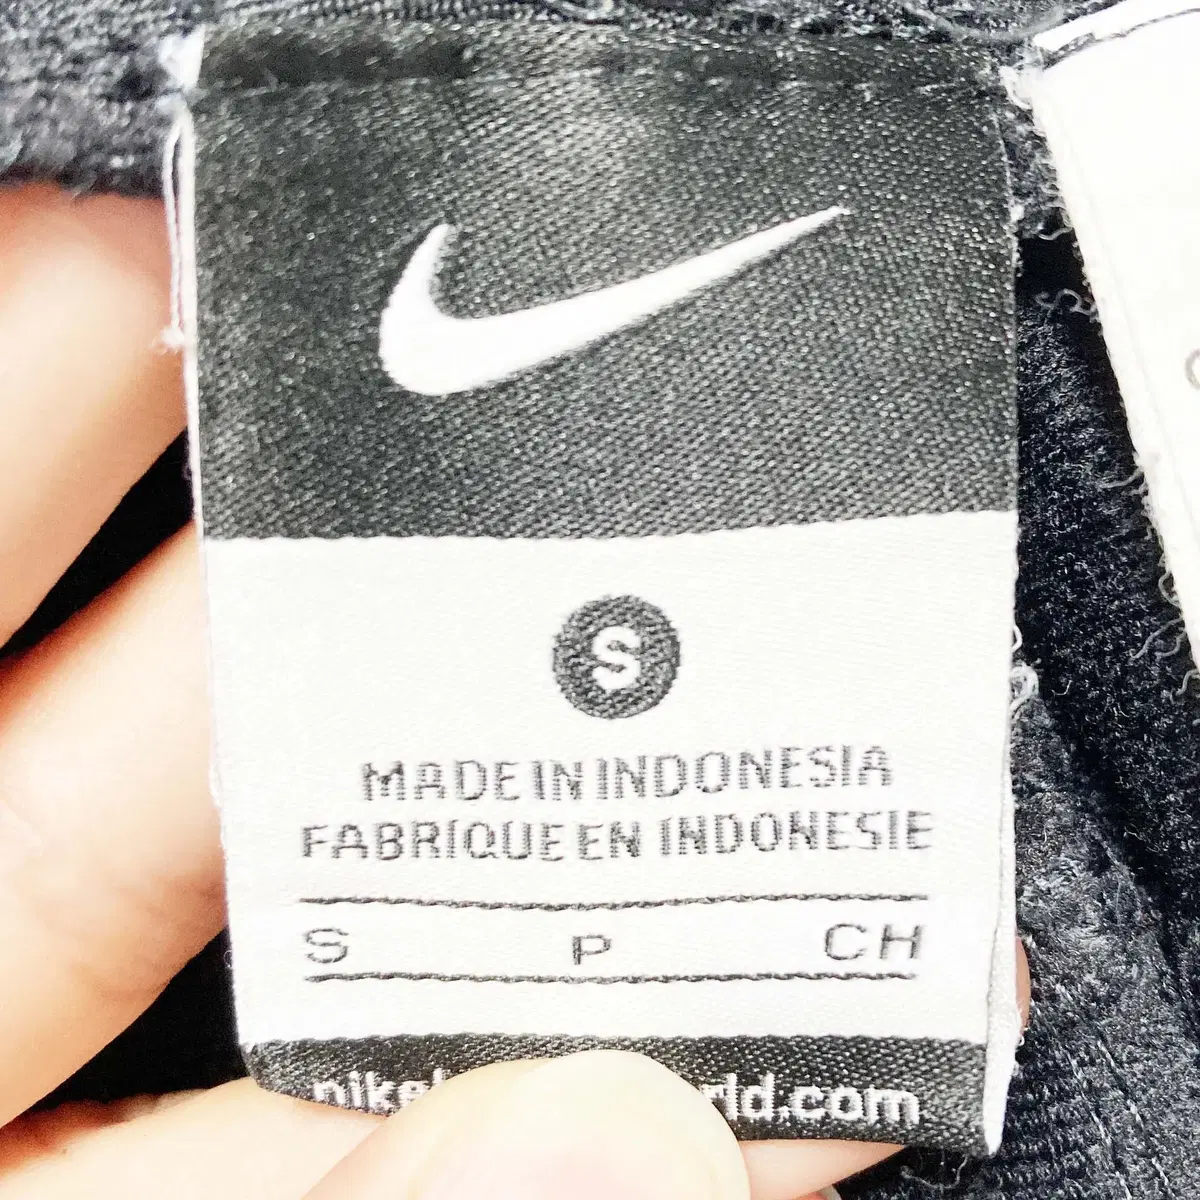 S
MADE IN INDONESIA
FABRIQUE EN INDONESIE
S P CH